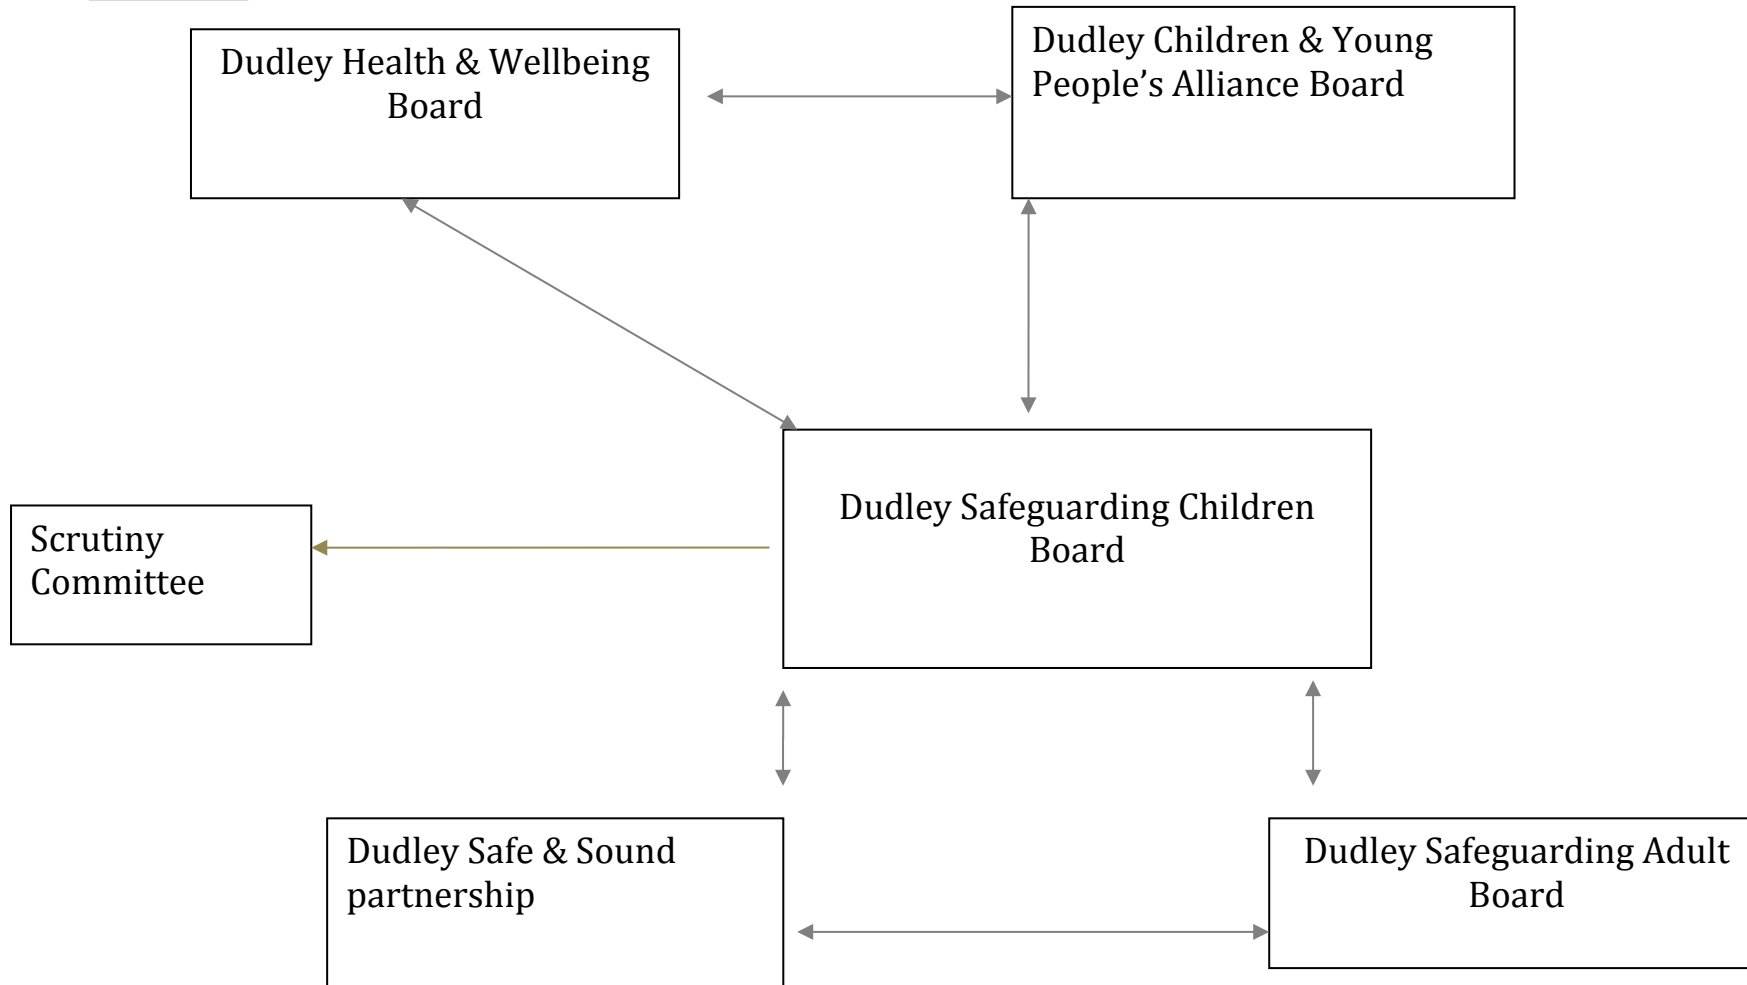 Dudley Health & Wellbeing
Board
Dudley Children & Young
People’s Alliance Board
Dudley Safeguarding Children
Board
Scrutiny
Committee
Dudley Safe & Sound
partnership
Dudley Safeguarding Adult
Board